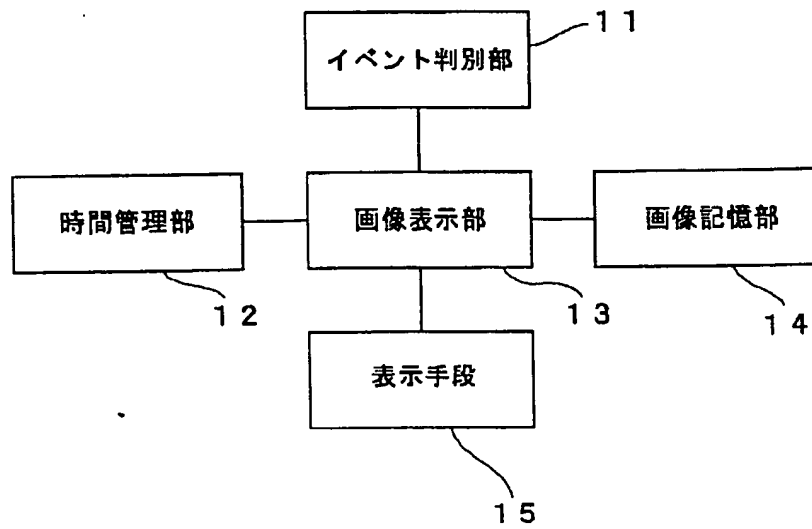 11
イベント判別部
時間管理部
画像表示部
画像記憶部
12
13
14
表示手段
15